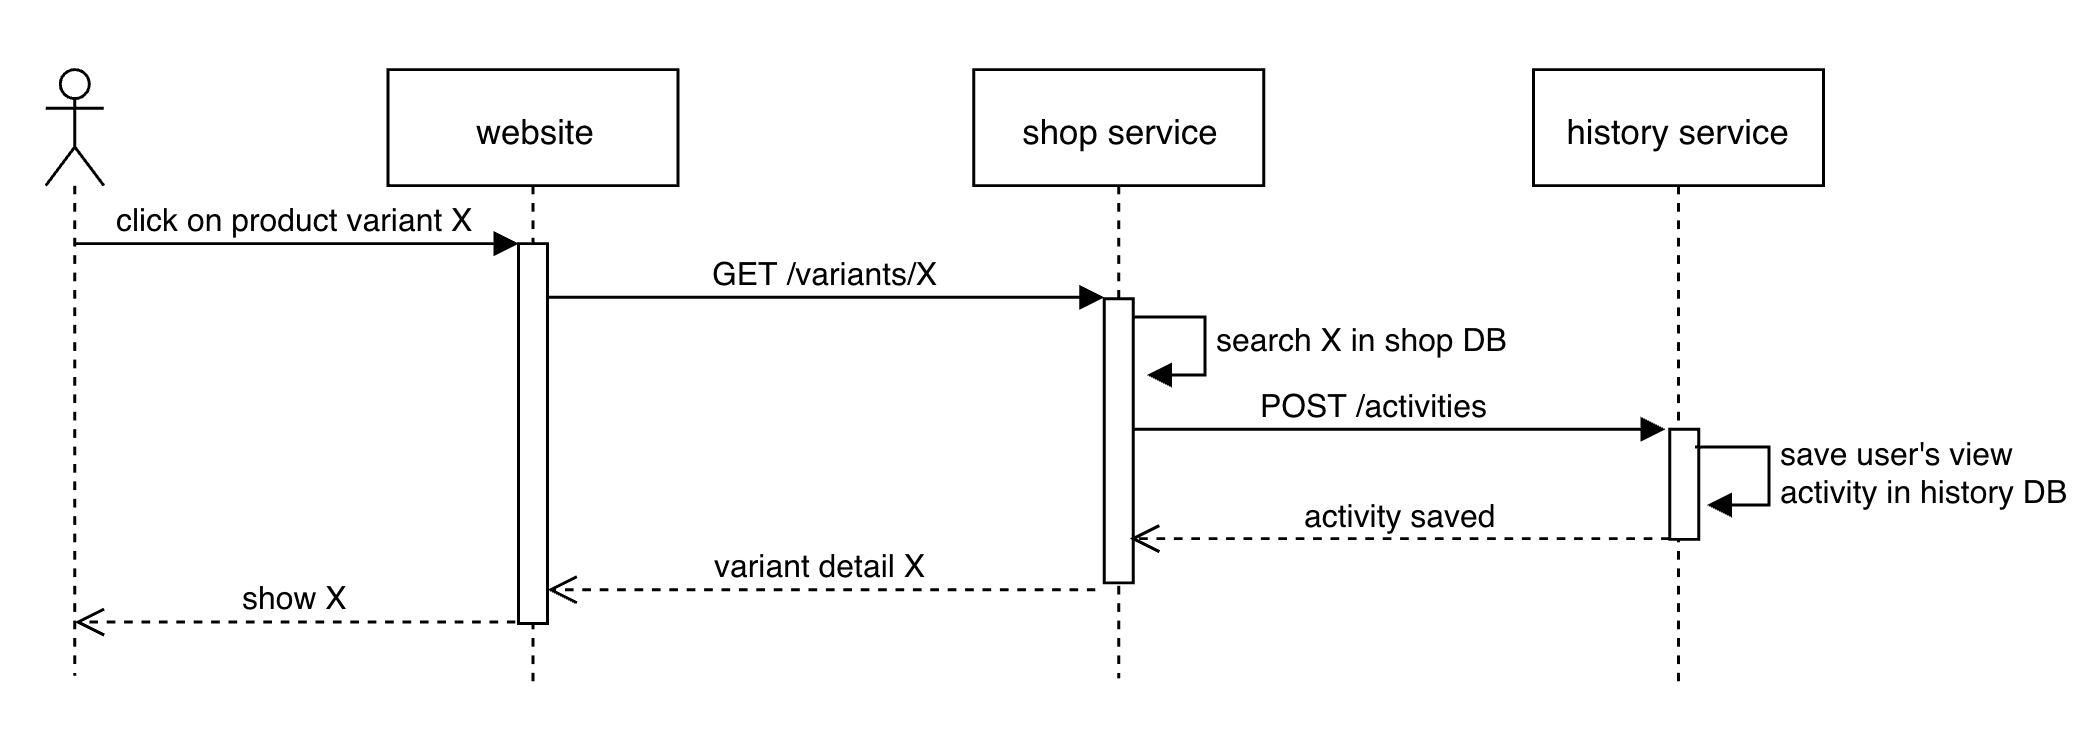 website
shop service
history service
click on product variant X
GET /variants/X
search X in shop DB
POST /activities
save user's view
activity in history DB
activity saved
variant detail X
show X